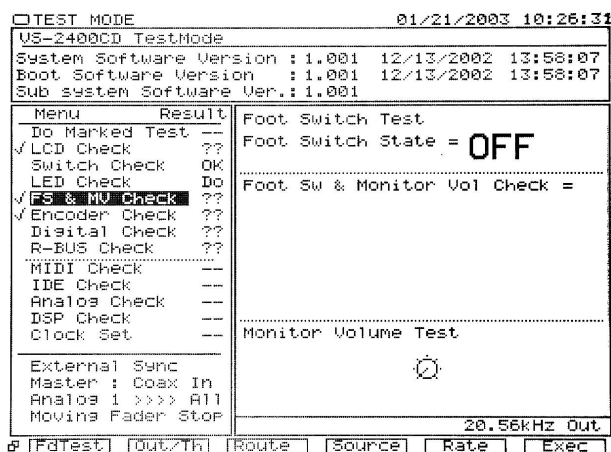 TEST MODE 01/21/2003 10:26:31
VS-2400CD TestMode
System Software Version : 1.001 12/13/2002 13:58:07
Boot Software Version : 1.001 12/13/2002 13:58:07
Sub system Software Ver.: 1.001
Menu Result
Do Marked Test --
√ LCD Check ??
Switch Check OK
LED Check Do
√ FS & MV Check ??
√ Encoder Check ??
Digital Check ??
R-BUS Check ??
MIDI Check --
IDE Check --
Analog Check --
DSP Check --
Clock Set --
External Sync
Master : Coax In
Analog 1 >>>> All
Moving Fader Stop
Foot Switch Test
Foot Switch State = OFF
Foot Sw & Monitor Vol Check =
Monitor Volume Test
20.56kHz Out
FdTest Out/Th Route Source Rate Exec